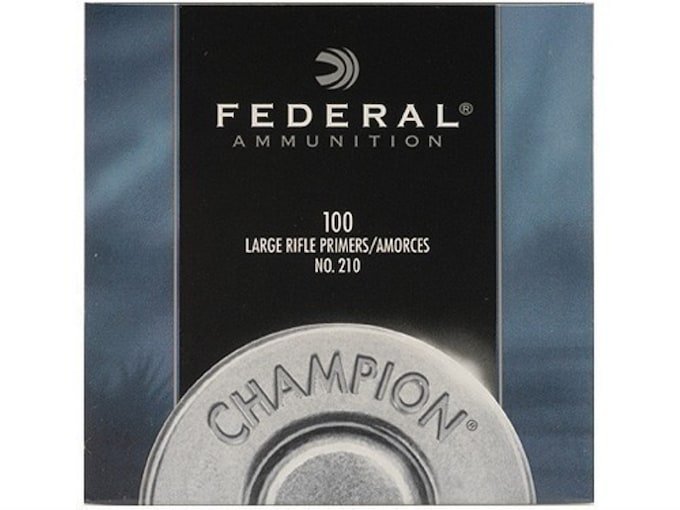 FEDERAL®
AMMUNITION
100
LARGE RIFLE PRIMERS/AMORCES
NO. 210
CHAMPION®